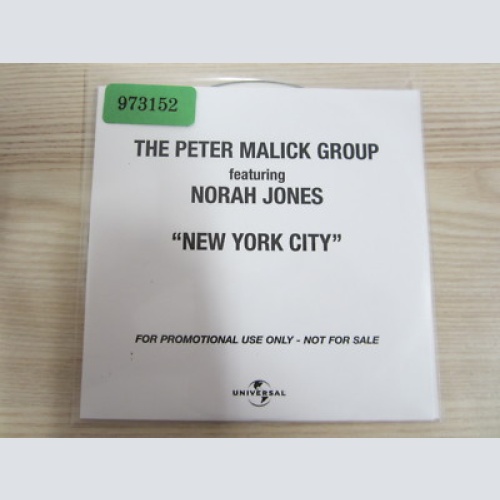 973152
THE PETER MALICK GROUP
featuring
NORAH JONES
“NEW YORK CITY”
FOR PROMOTIONAL USE ONLY - NOT FOR SALE
UNIVERSAL